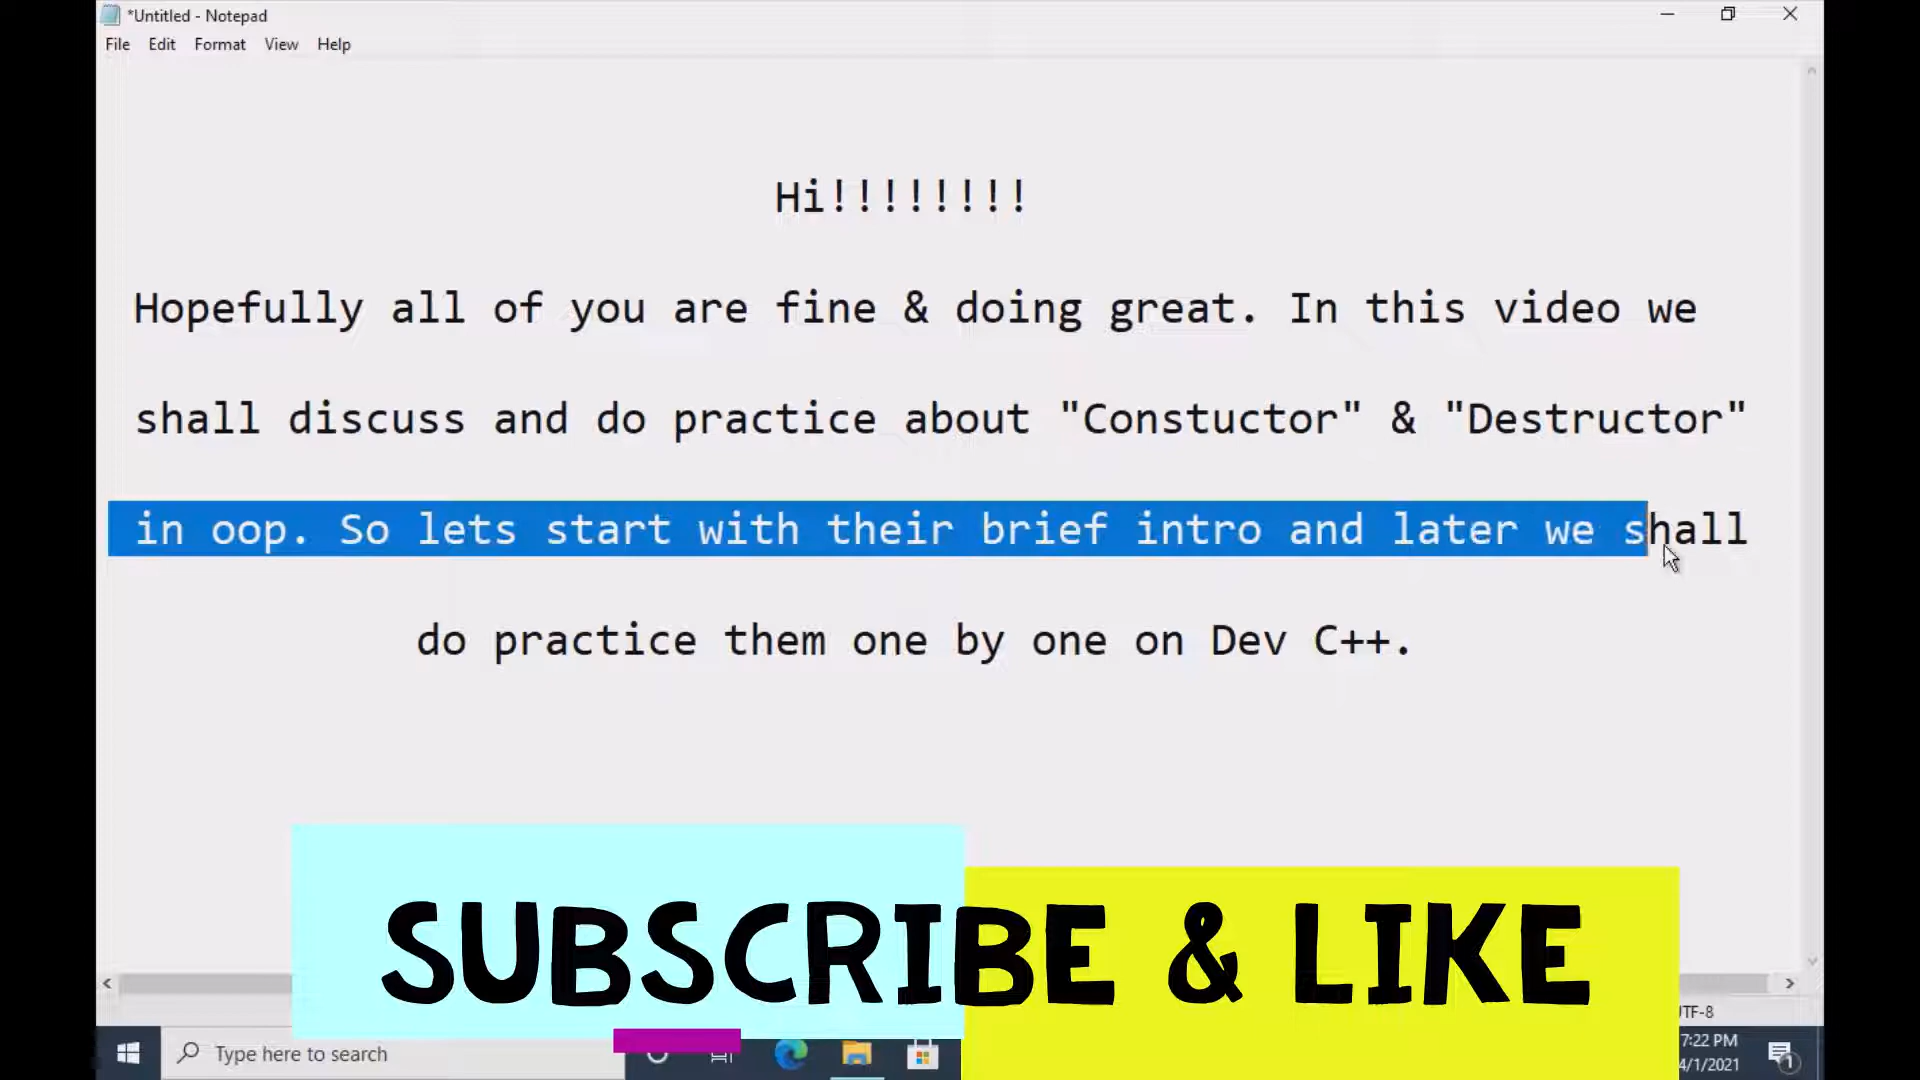 *Untitled - Notepad
File Edit Format View Help
Hi!!!!!!!!
Hopefully all of you are fine & doing great. In this video we
shall discuss and do practice about "Constuctor" & "Destructor"
in oop. So lets start with their brief intro and later we shall
do practice them one by one on Dev C++.
SUBSCRIBE & LIKE
UTF-8
Type here to search
7:22 PM
4/1/2021
1